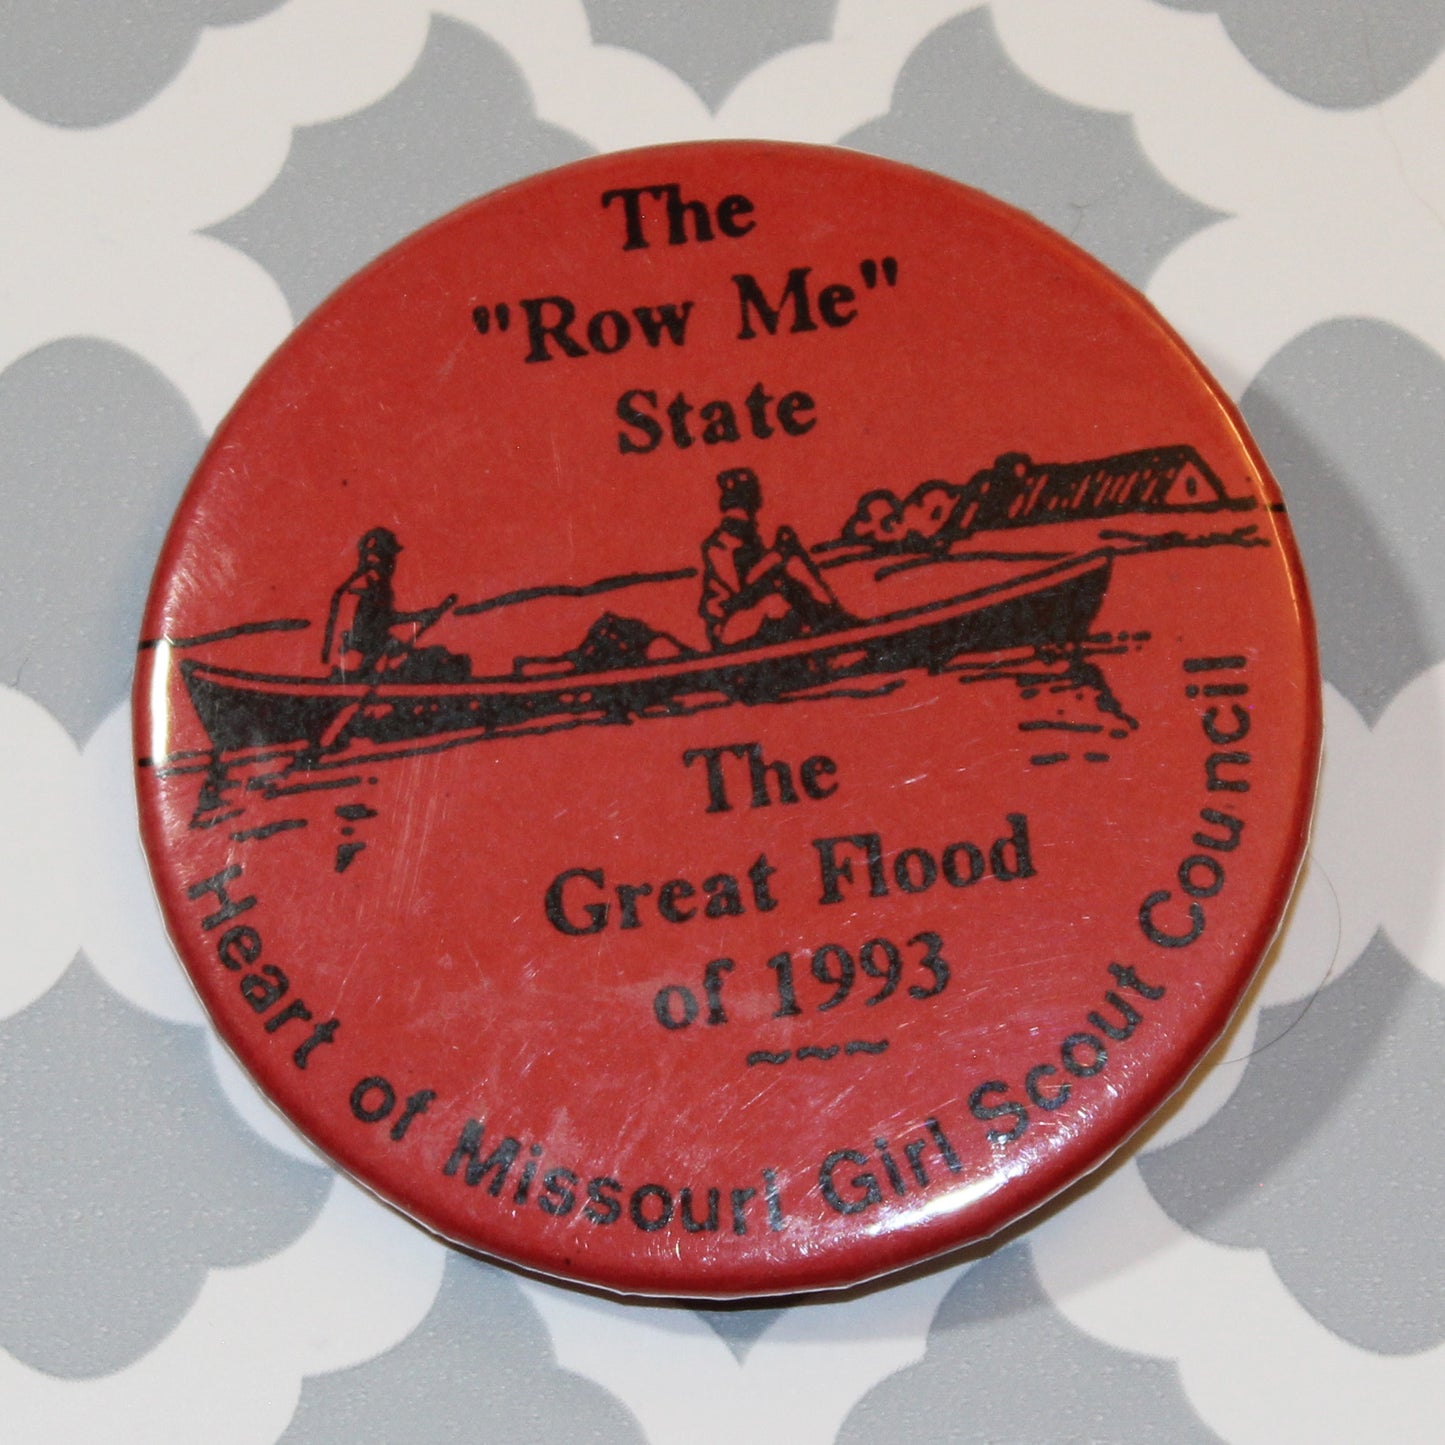 The
"Row Me"
State
The
Great Flood
of 1993
~~~
Heart of Missouri Girl Scout Council